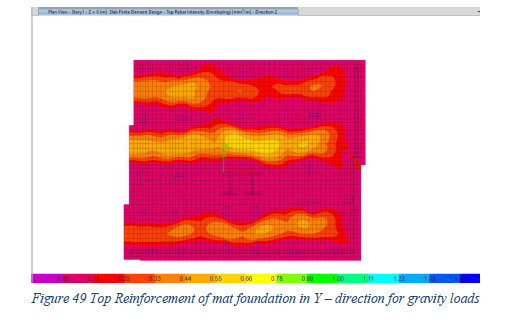 Plan View - Story1 - Z = 0 (m) Slab Finite Element Design - Top Rebar Intensity (Enveloping) [mm²/m] - Direction 2
0.33 0.44 0.55 0.66 0.78 0.89 1.00 1.11 1.22
Figure 49 Top Reinforcement of mat foundation in Y – direction for gravity loads